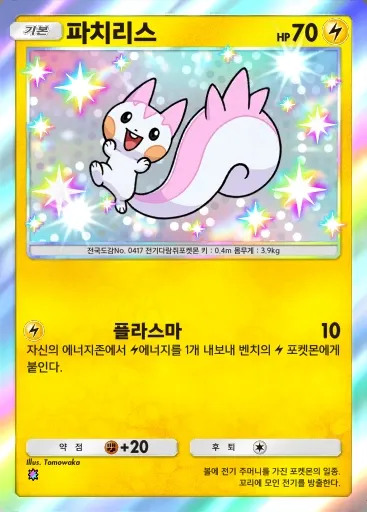 기본 파치리스 HP 70
전국도감No. 0417 전기다람쥐포켓몬 키 : 0.4m 몸무게 : 3.9kg
플라스마 10
자신의 에너지존에서 에너지를 1개 내보내 벤치의 포켓몬에게
붙인다.
약점 +20 후퇴
Illus. Tomowaka
볼에 전기 주머니를 가진 포켓몬의 일종.
꼬리에 모인 전기를 방출한다.